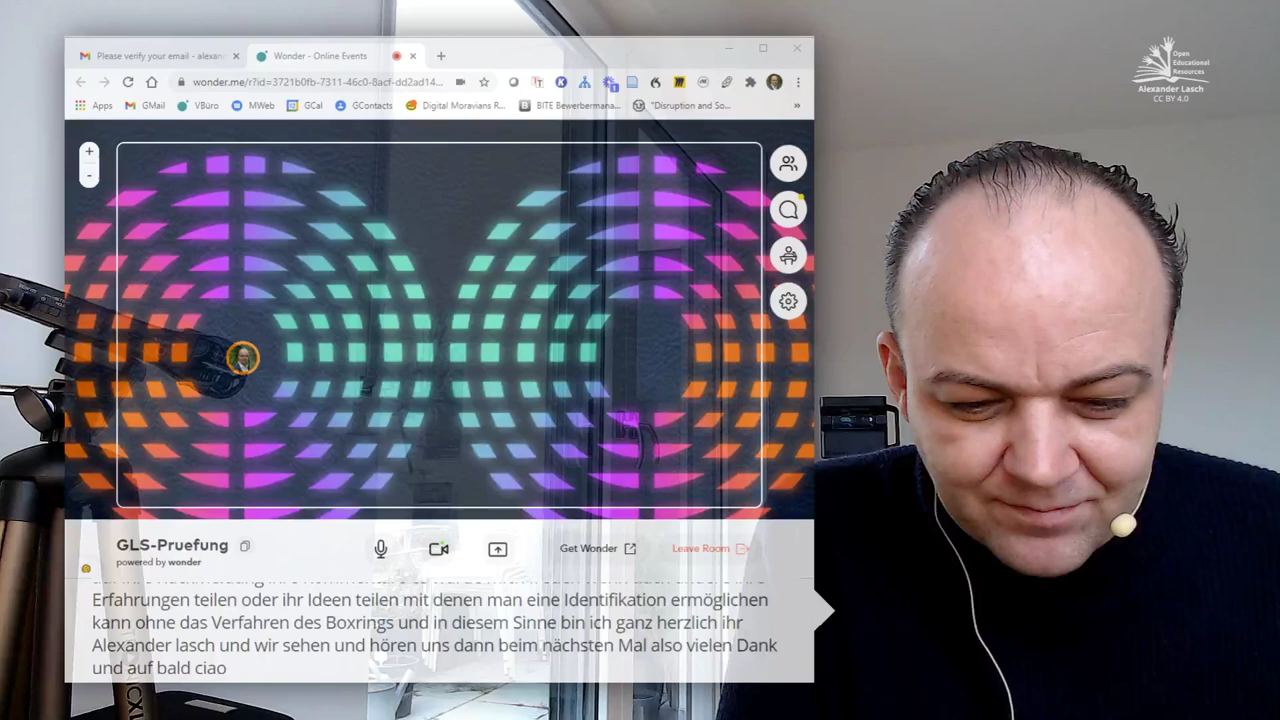 Please verify your email - alexan
Wonder - Online Events
wonder.me/r?id=3721b0fb-7311-46c0-8acf-dd2ad14...
Apps
GMail
VBüro
MWeb
GCal
GContacts
Digital Moravians R...
BITE Bewerbermana...
"Disruption and So...
»
+
-
GLS-Pruefung
powered by wonder
Get Wonder
Leave Room
Erfahrungen teilen oder ihr Ideen teilen mit denen man eine Identifikation ermöglichen
kann ohne das Verfahren des Boxrings und in diesem Sinne bin ich ganz herzlich ihr
Alexander lasch und wir sehen und hören uns dann beim nächsten Mal also vielen Dank
und auf bald ciao
Open
Educational
Resources
Alexander Lasch
CC BY 4.0